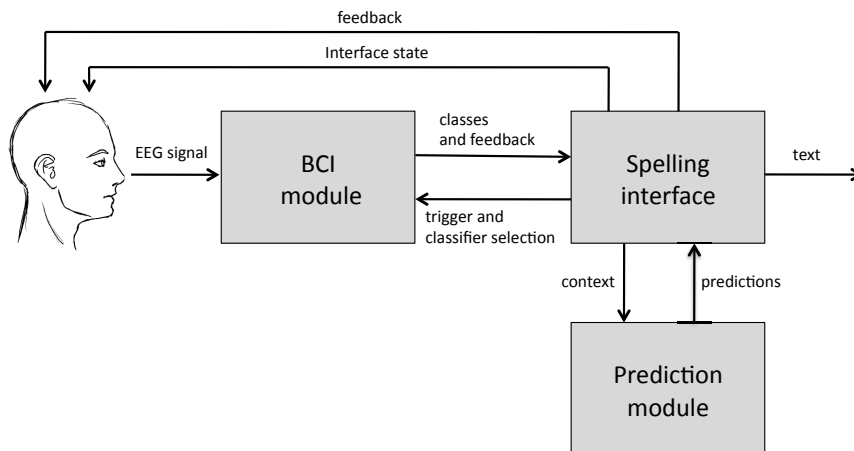 feedback
Interface state
EEG signal
BCI
module
classes
and feedback
trigger and
classifier selection
Spelling
interface
text
context
predictions
Prediction
module